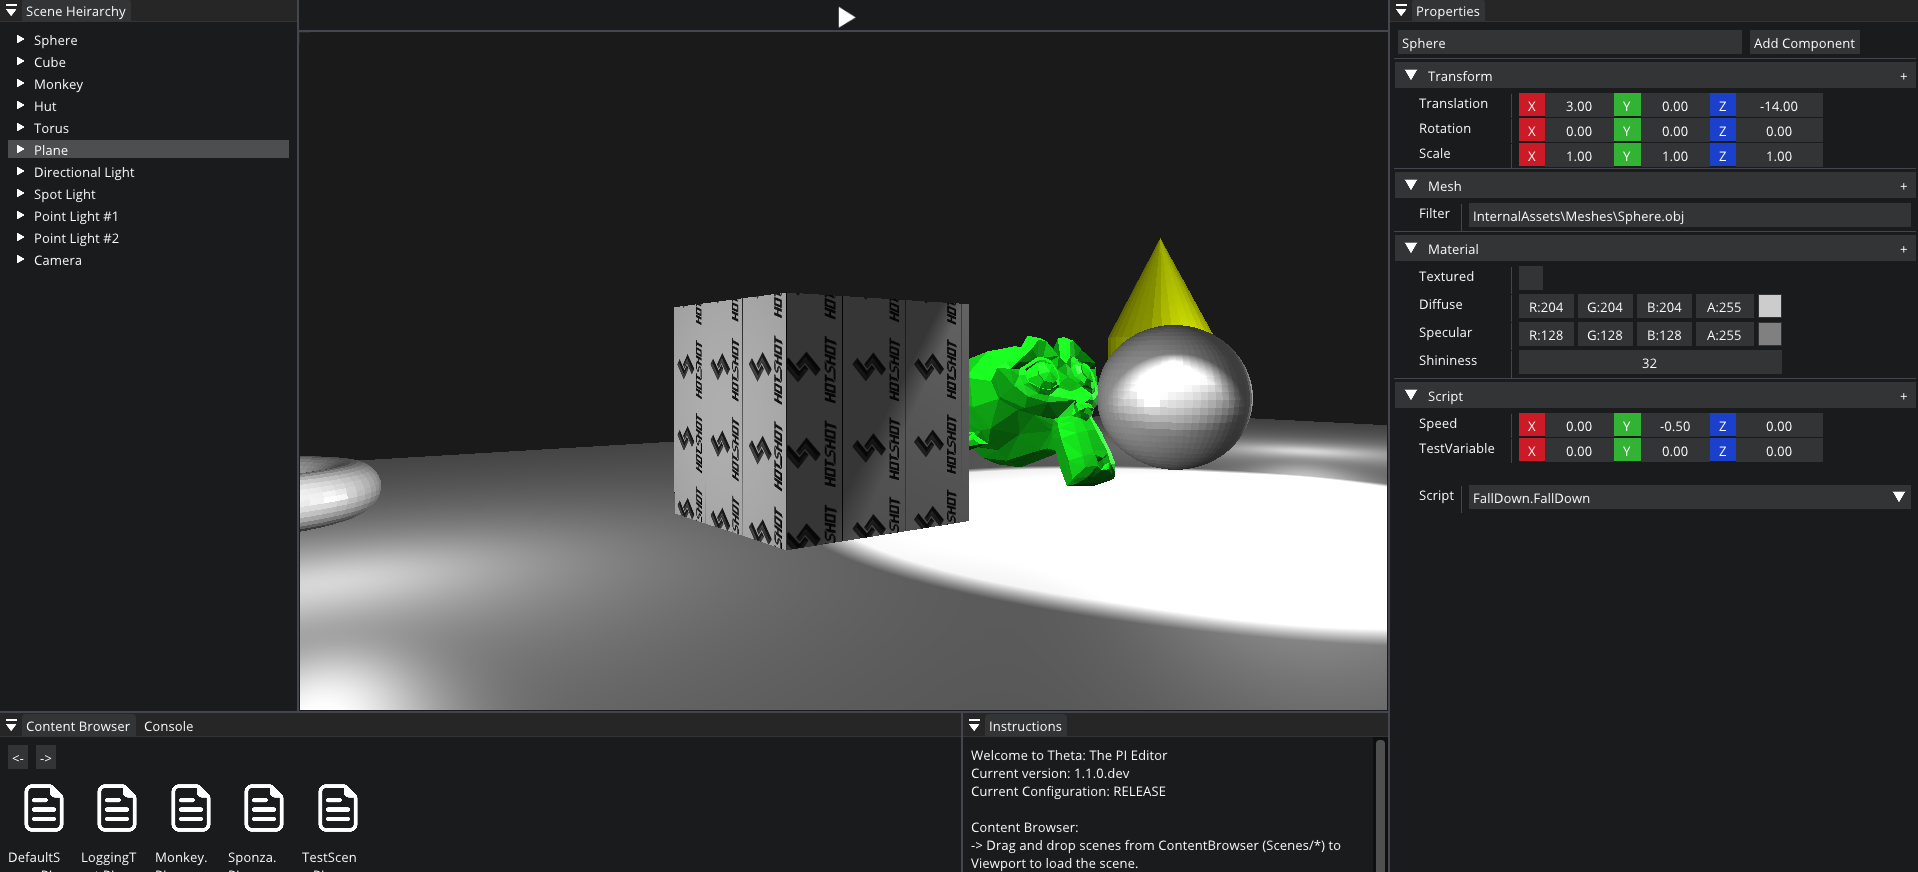 Scene Heirarchy
Sphere
Cube
Monkey
Hut
Torus
Plane
Directional Light
Spot Light
Point Light #1
Point Light #2
Camera
HOTSHOT
Content Browser
Console
<-
->
DefaultS
LoggingT
Monkey.
Sponza.
TestScen
Instructions
Welcome to Theta: The PI Editor
Current version: 1.1.0.dev
Current Configuration: RELEASE
Content Browser:
-> Drag and drop scenes from ContentBrowser (Scenes/*) to
Viewport to load the scene.
Properties
Sphere
Add Component
Transform +
Translation X 3.00 Y 0.00 Z -14.00
Rotation X 0.00 Y 0.00 Z 0.00
Scale X 1.00 Y 1.00 Z 1.00
Mesh +
Filter InternalAssets\Meshes\Sphere.obj
Material +
Textured
Diffuse R:204 G:204 B:204 A:255
Specular R:128 G:128 B:128 A:255
Shininess 32
Script +
Speed X 0.00 Y -0.50 Z 0.00
TestVariable X 0.00 Y 0.00 Z 0.00
Script FallDown.FallDown